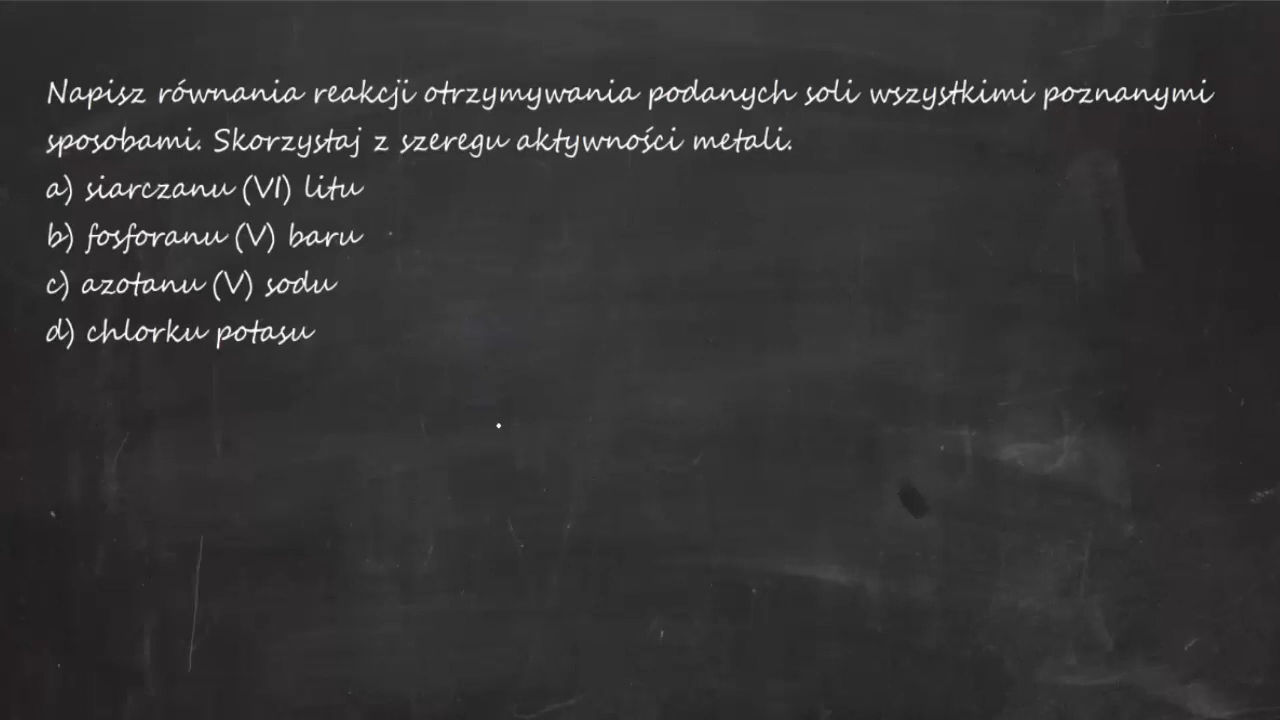 Napisz równania reakcji otrzymywania podanych soli wszystkimi poznanymi
sposobami. Skorzystaj z szeregu aktywności metali.
a) siarczanu (VI) litu
b) fosforanu (V) baru
c) azotanu (V) sodu
d) chlorku potasu